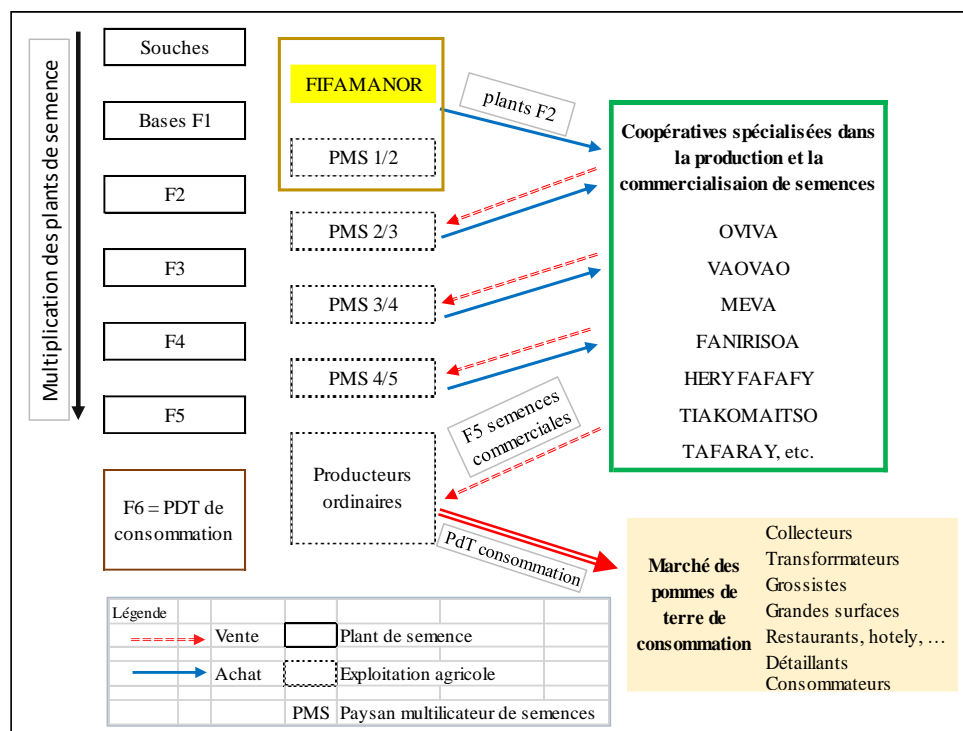 Multiplication des plants de semence
Souches
Bases F1
F2
F3
F4
F5
F6 = PDT de
consommation
FIFAMANOR
PMS 1/2
PMS 2/3
PMS 3/4
PMS 4/5
Producteurs
ordinaires
plants F2
F5 semences
commerciales
PdT consommation
Coopératives spécialisées dans
la production et la
commercialisaion de semences
OVIVA
VAOVAO
MEVA
FANIRISOA
HERYFAFAFY
TIAKOMAITSO
TAFARAY, etc.
Marché des
pommes de
terre de
consommation
Collecteurs
Transformateurs
Grossistes
Grandes surfaces
Restaurants, hotely, …
Détaillants
Consommateurs
Légende
Vente
Plant de semence
Achat
Exploitation agricole
PMS Paysan multilicateur de semences